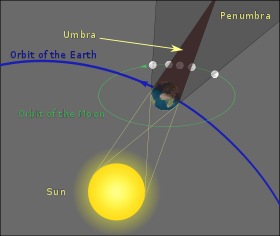 Penumbra
Umbra
Orbit of the Earth
Orbit of the Moon
Sun